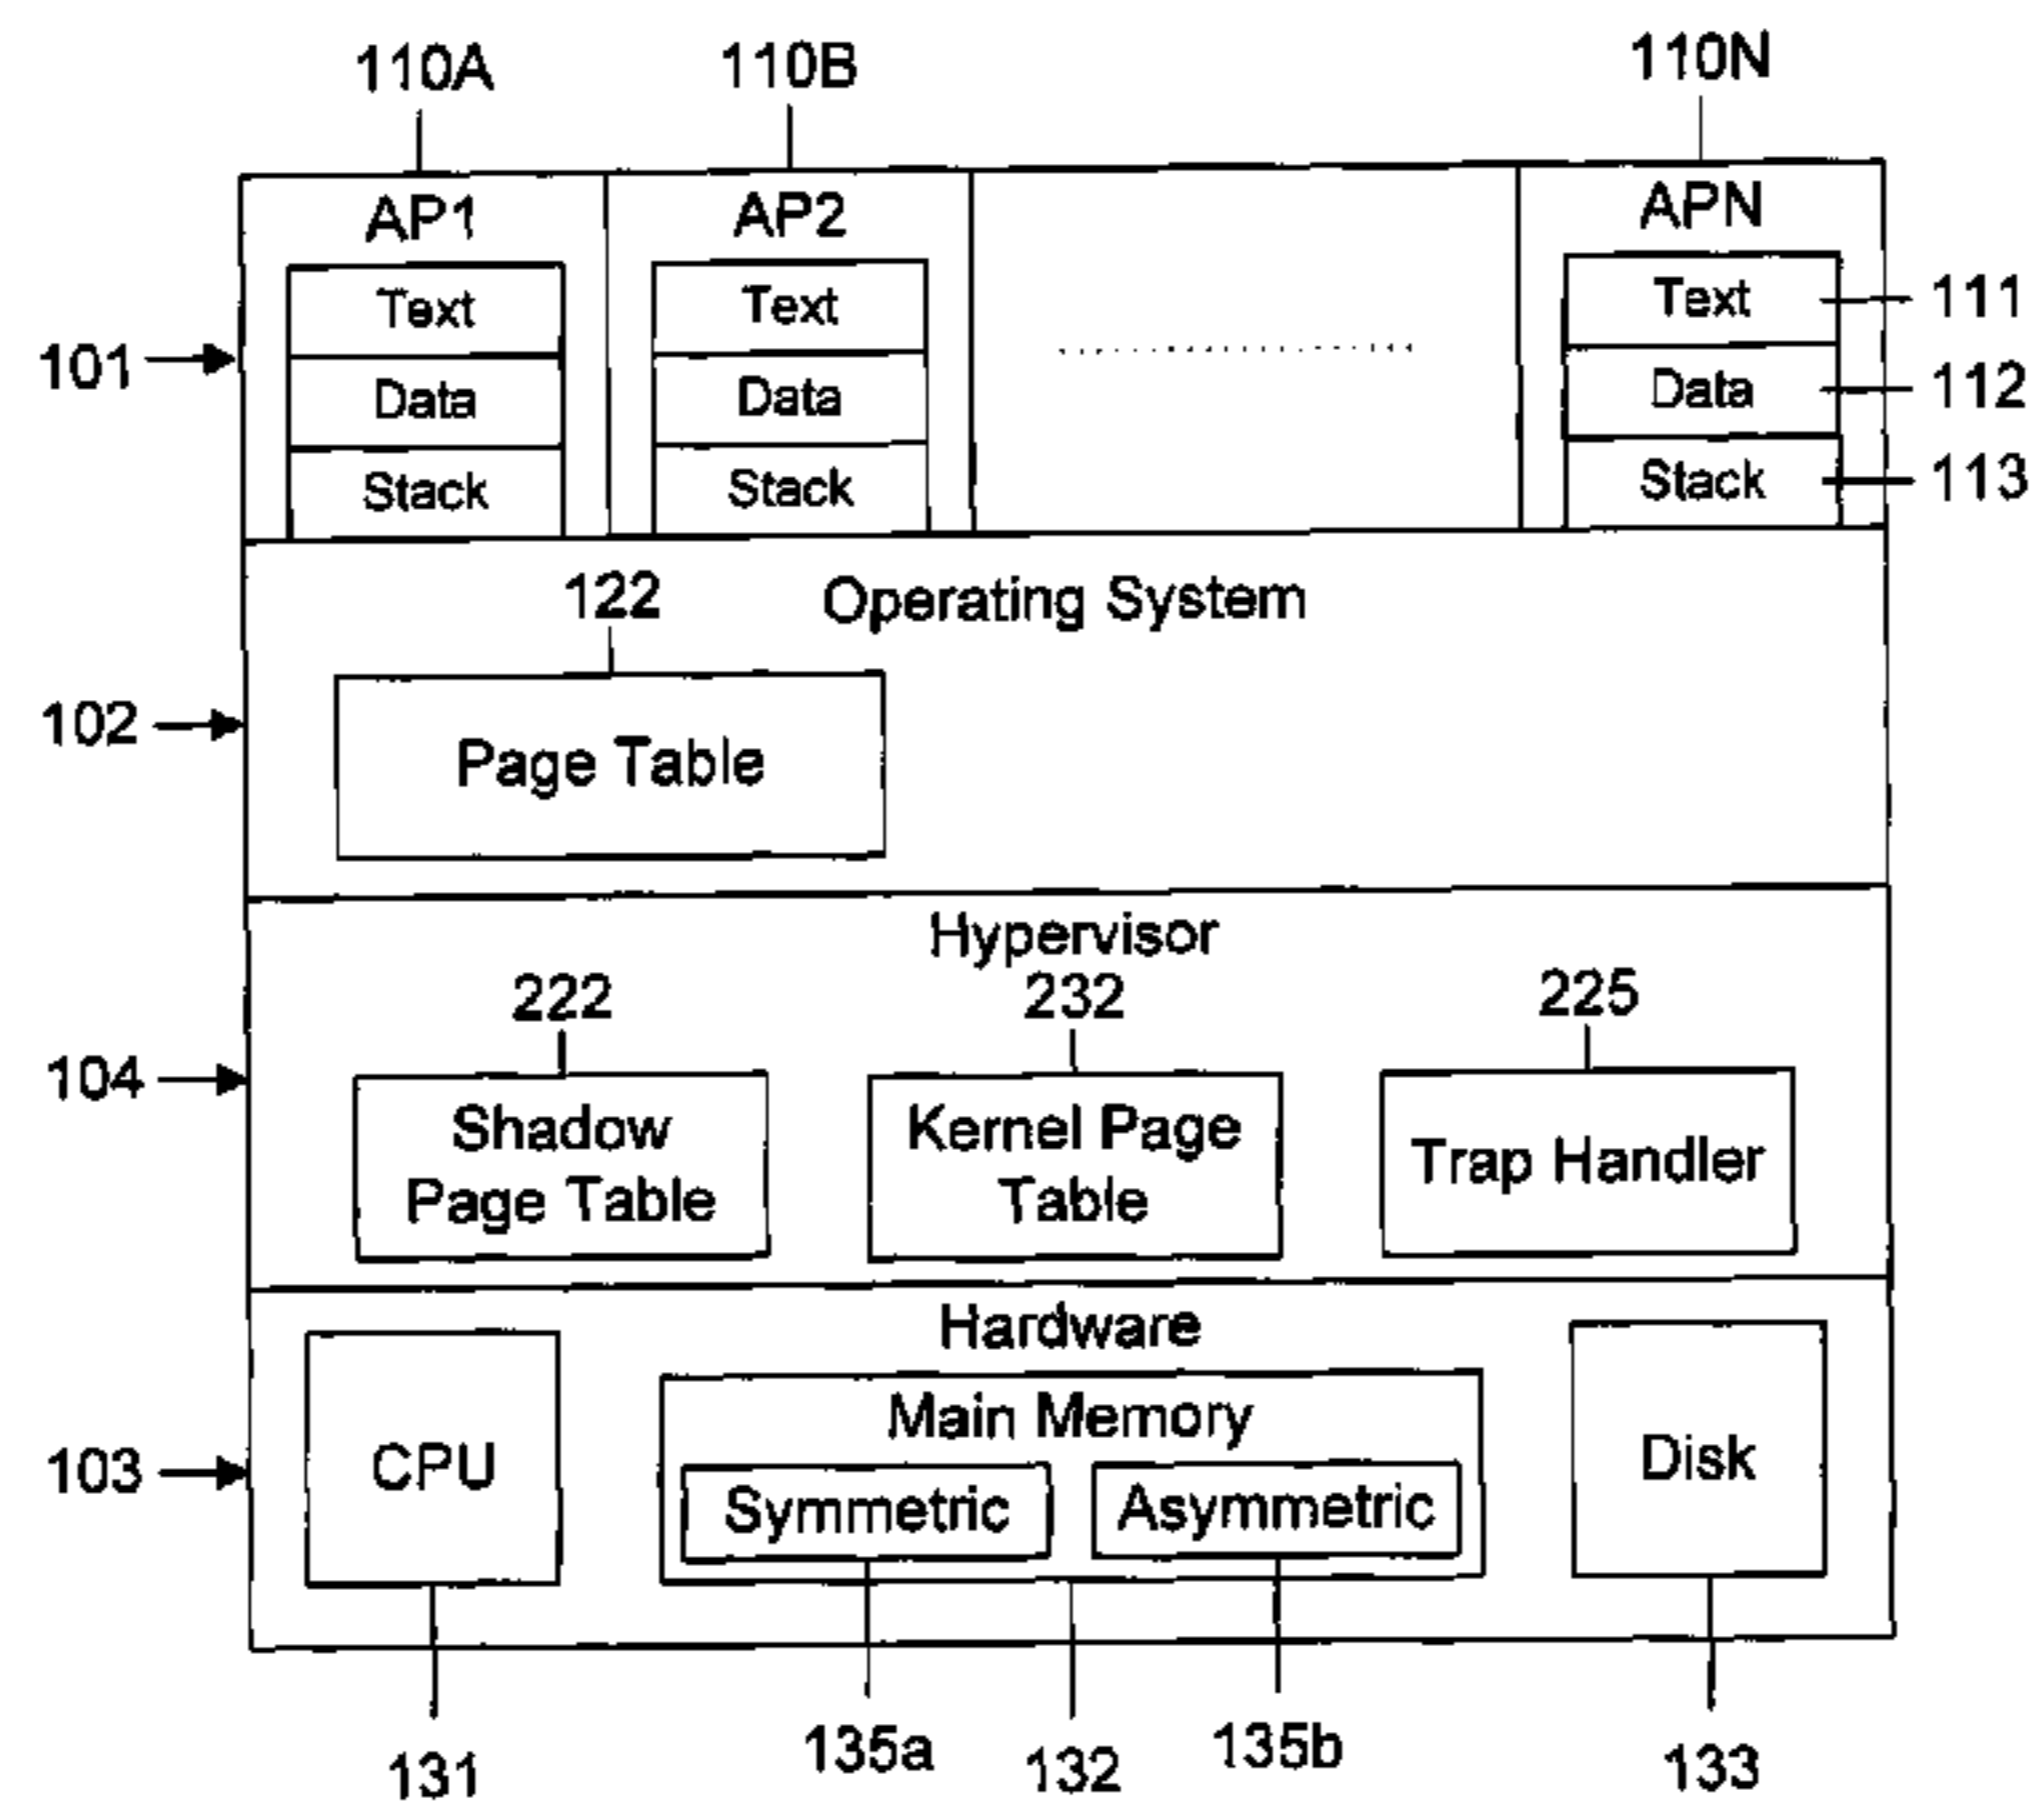 110A
110B
110N
AP1
AP2
APN
Text
Text
Text
111
101
Data
Data
Data
112
Stack
Stack
Stack
113
122
Operating System
102
Page Table
Hypervisor
222
232
225
104
Shadow
Page Table
Kernel Page
Table
Trap Handler
Hardware
103
CPU
Main Memory
Symmetric
Asymmetric
Disk
131
135a
132
135b
133